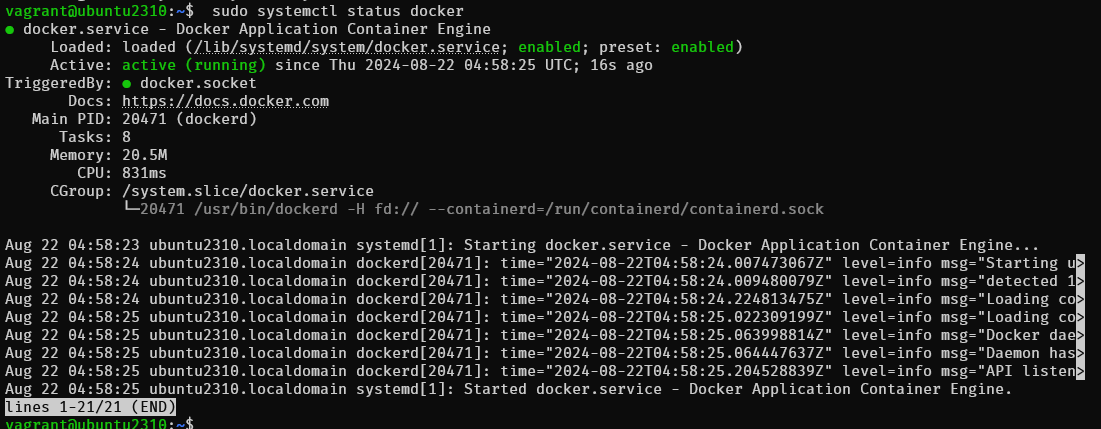 vagrant@ubuntu2310:~$  sudo systemctl status docker
● docker.service - Docker Application Container Engine
     Loaded: loaded (/lib/systemd/system/docker.service; enabled; preset: enabled)
     Active: active (running) since Thu 2024-08-22 04:58:25 UTC; 16s ago
TriggeredBy: ● docker.socket
       Docs: https://docs.docker.com
   Main PID: 20471 (dockerd)
      Tasks: 8
     Memory: 20.5M
        CPU: 831ms
     CGroup: /system.slice/docker.service
             └─20471 /usr/bin/dockerd -H fd:// --containerd=/run/containerd/containerd.sock
Aug 22 04:58:23 ubuntu2310.localdomain systemd[1]: Starting docker.service - Docker Application Container Engine...
Aug 22 04:58:24 ubuntu2310.localdomain dockerd[20471]: time="2024-08-22T04:58:24.007473067Z" level=info msg="Starting u>
Aug 22 04:58:24 ubuntu2310.localdomain dockerd[20471]: time="2024-08-22T04:58:24.009480079Z" level=info msg="detected 1>
Aug 22 04:58:24 ubuntu2310.localdomain dockerd[20471]: time="2024-08-22T04:58:24.224813475Z" level=info msg="Loading co>
Aug 22 04:58:25 ubuntu2310.localdomain dockerd[20471]: time="2024-08-22T04:58:25.022309199Z" level=info msg="Loading co>
Aug 22 04:58:25 ubuntu2310.localdomain dockerd[20471]: time="2024-08-22T04:58:25.063998814Z" level=info msg="Docker dae>
Aug 22 04:58:25 ubuntu2310.localdomain dockerd[20471]: time="2024-08-22T04:58:25.064447637Z" level=info msg="Daemon has>
Aug 22 04:58:25 ubuntu2310.localdomain dockerd[20471]: time="2024-08-22T04:58:25.204528839Z" level=info msg="API listen>
Aug 22 04:58:25 ubuntu2310.localdomain systemd[1]: Started docker.service - Docker Application Container Engine.
lines 1-21/21 (END)
vagrant@ubuntu2310:~$